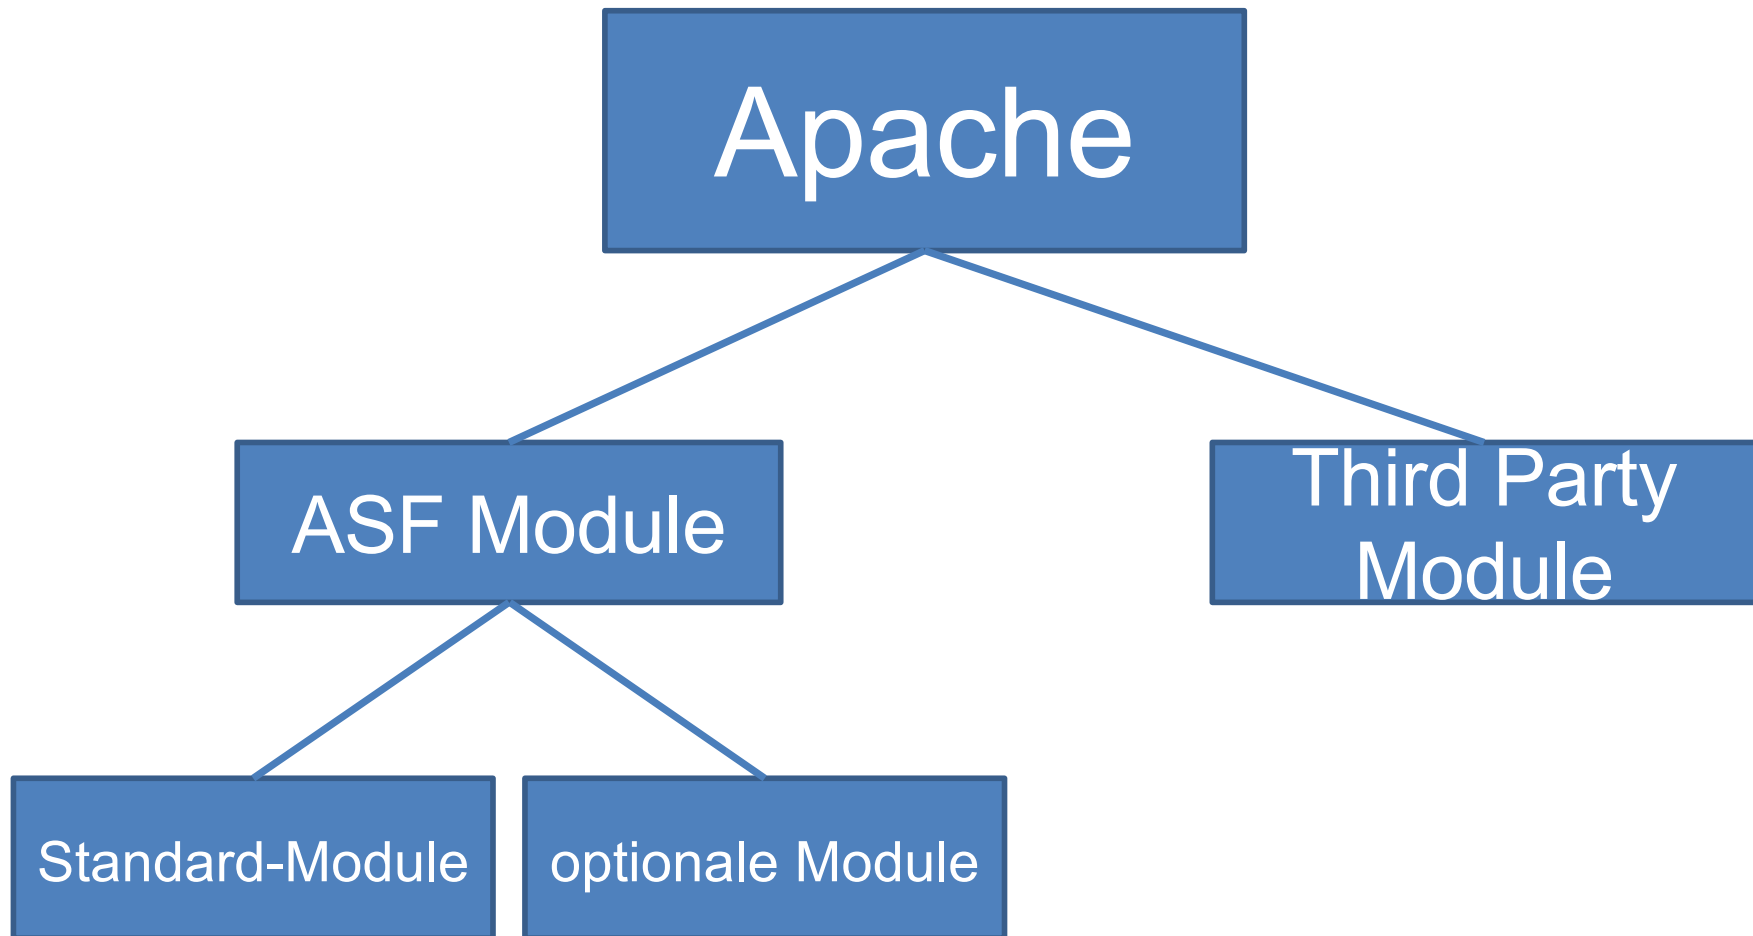 Apache
ASF Module
Third Party
Module
Standard-Module
optionale Module